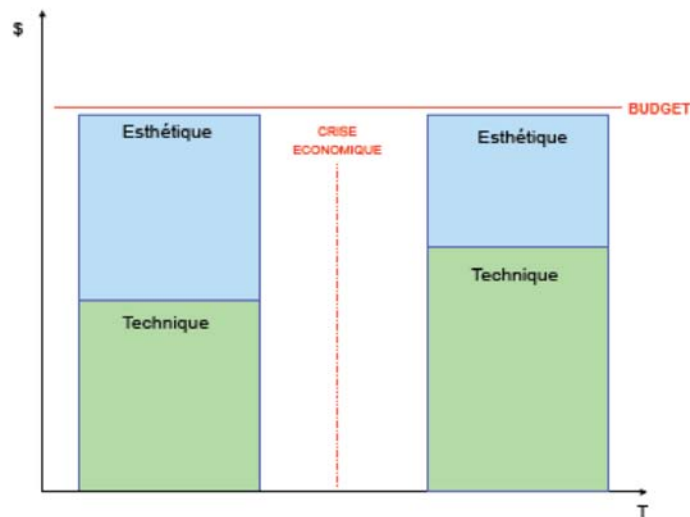 $
BUDGET
Esthétique
CRISE
ECONOMIQUE
Esthétique
Technique
Technique
T